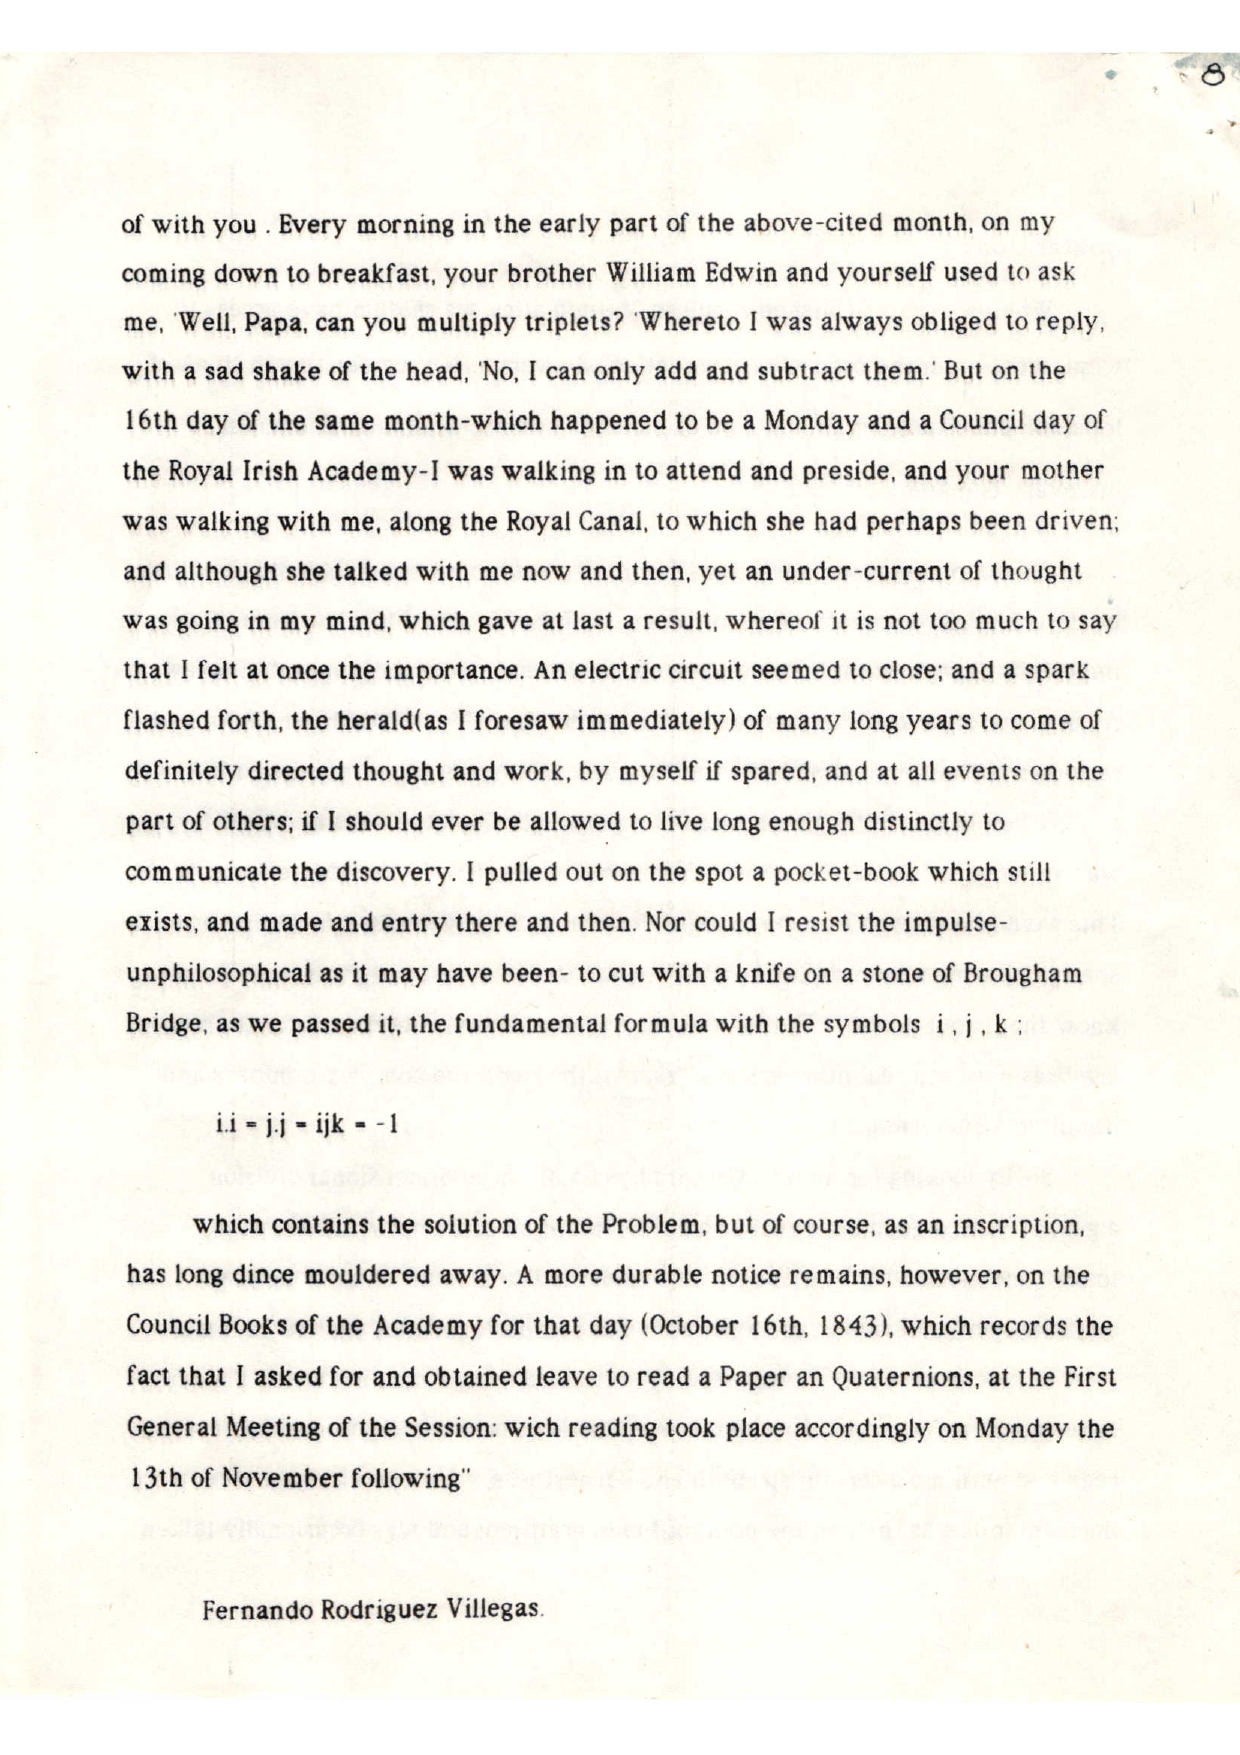 8
of with you . Every morning in the early part of the above-cited month, on my
coming down to breakfast, your brother William Edwin and yourself used to ask
me, 'Well, Papa, can you multiply triplets? 'Whereto I was always obliged to reply,
with a sad shake of the head, 'No, I can only add and subtract them.' But on the
16th day of the same month-which happened to be a Monday and a Council day of
the Royal Irish Academy-I was walking in to attend and preside, and your mother
was walking with me, along the Royal Canal, to which she had perhaps been driven;
and although she talked with me now and then, yet an under-current of thought
was going in my mind, which gave at last a result, whereof it is not too much to say
that I felt at once the importance. An electric circuit seemed to close; and a spark
flashed forth, the herald(as I foresaw immediately) of many long years to come of
definitely directed thought and work, by myself if spared, and at all events on the
part of others; if I should ever be allowed to live long enough distinctly to
communicate the discovery. I pulled out on the spot a pocket-book which still
exists, and made and entry there and then. Nor could I resist the impulse-
unphilosophical as it may have been- to cut with a knife on a stone of Brougham
Bridge, as we passed it, the fundamental formula with the symbols i , j , k ;
i.i = j.j = ijk = -1
which contains the solution of the Problem, but of course, as an inscription,
has long dince mouldered away. A more durable notice remains, however, on the
Council Books of the Academy for that day (October 16th, 1843), which records the
fact that I asked for and obtained leave to read a Paper an Quaternions, at the First
General Meeting of the Session: wich reading took place accordingly on Monday the
13th of November following"
Fernando Rodriguez Villegas.